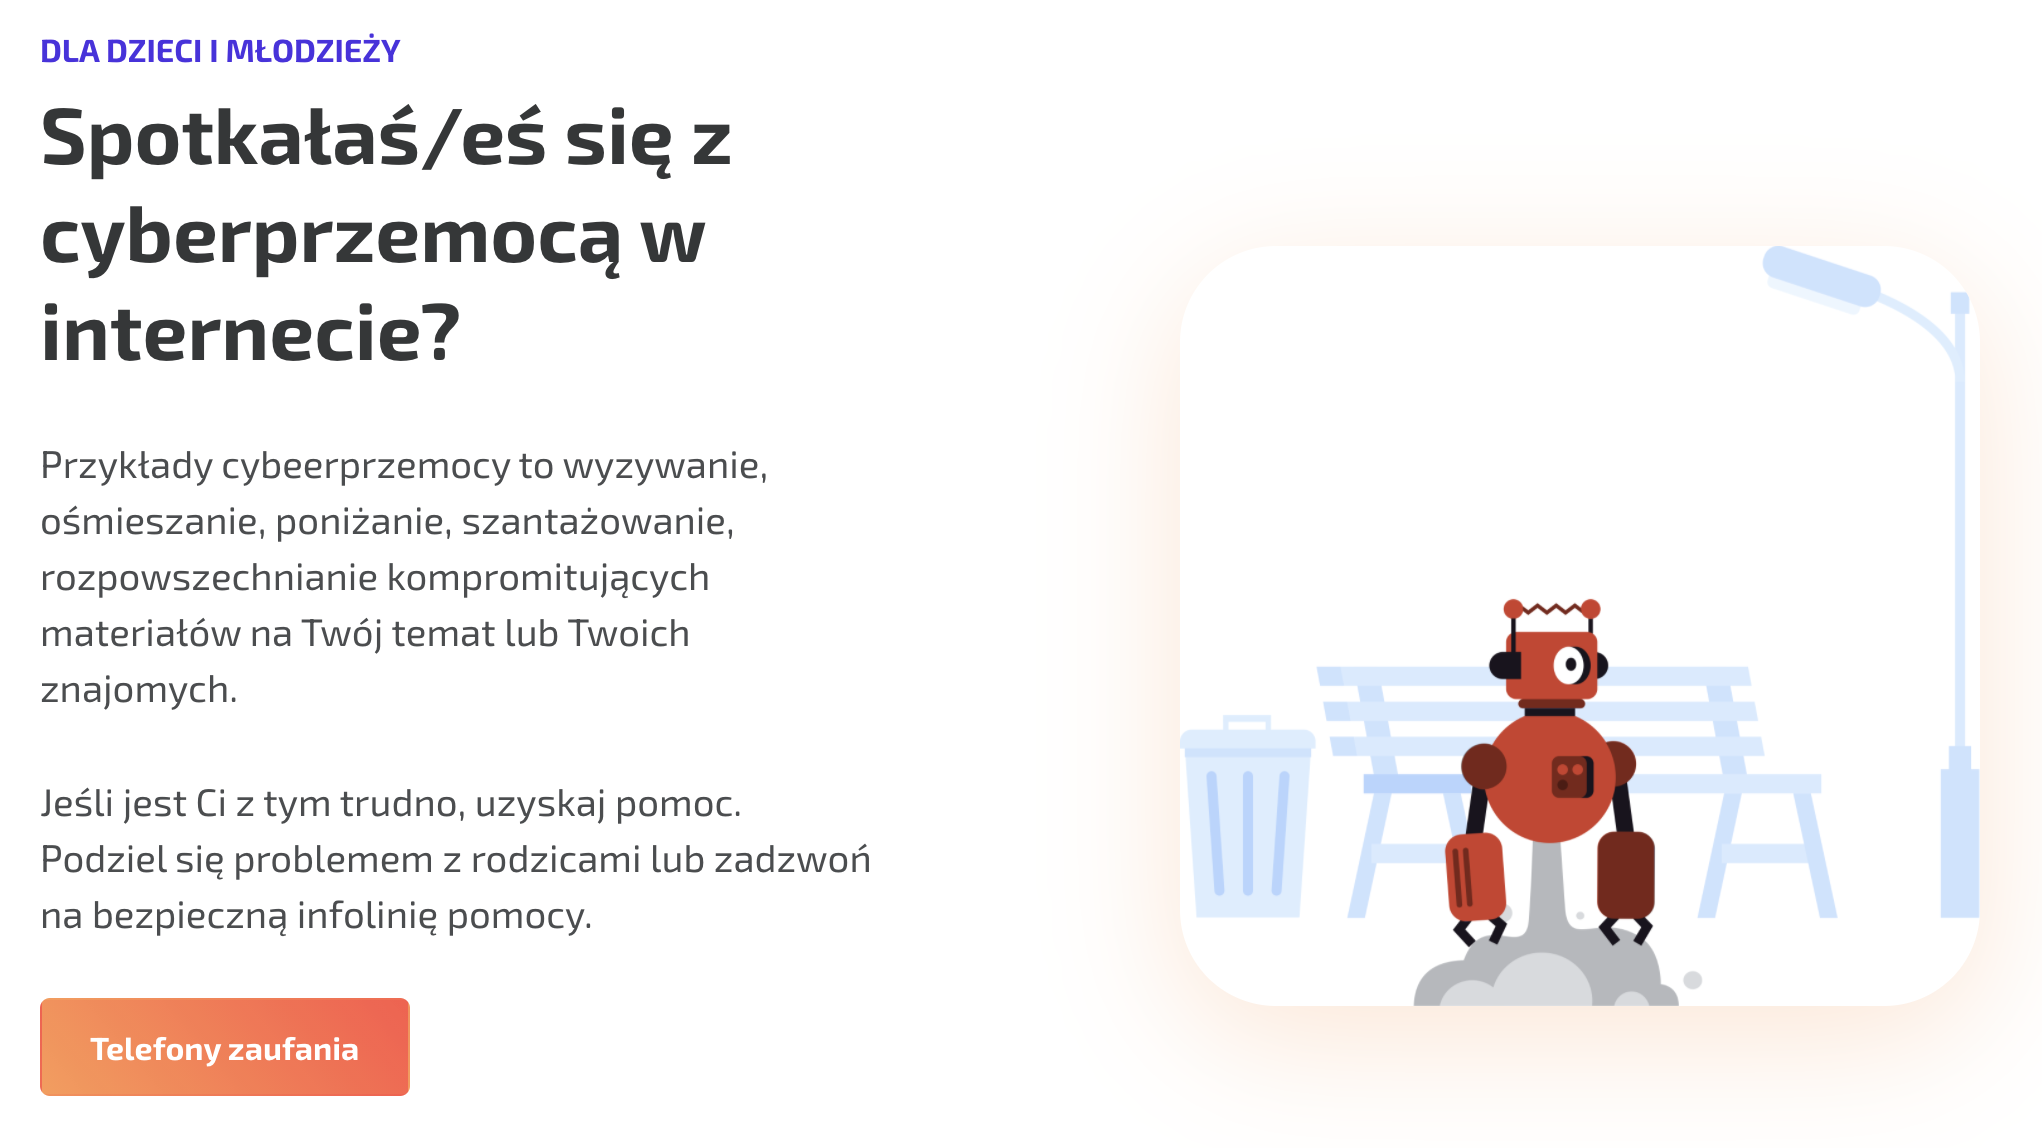 DLA DZIECI I MŁODZIEŻY
Spotkałaś/eś się z
cyberprzemocą w
internecie?
Przykłady cybeerprzemocy to wyzywanie,
ośmieszanie, poniżanie, szantażowanie,
rozpowszechnianie kompromitujących
materiałów na Twój temat lub Twoich
znajomych.
Jeśli jest Ci z tym trudno, uzyskaj pomoc.
Podziel się problemem z rodzicami lub zadzwoń
na bezpieczną infolinię pomocy.
Telefony zaufania